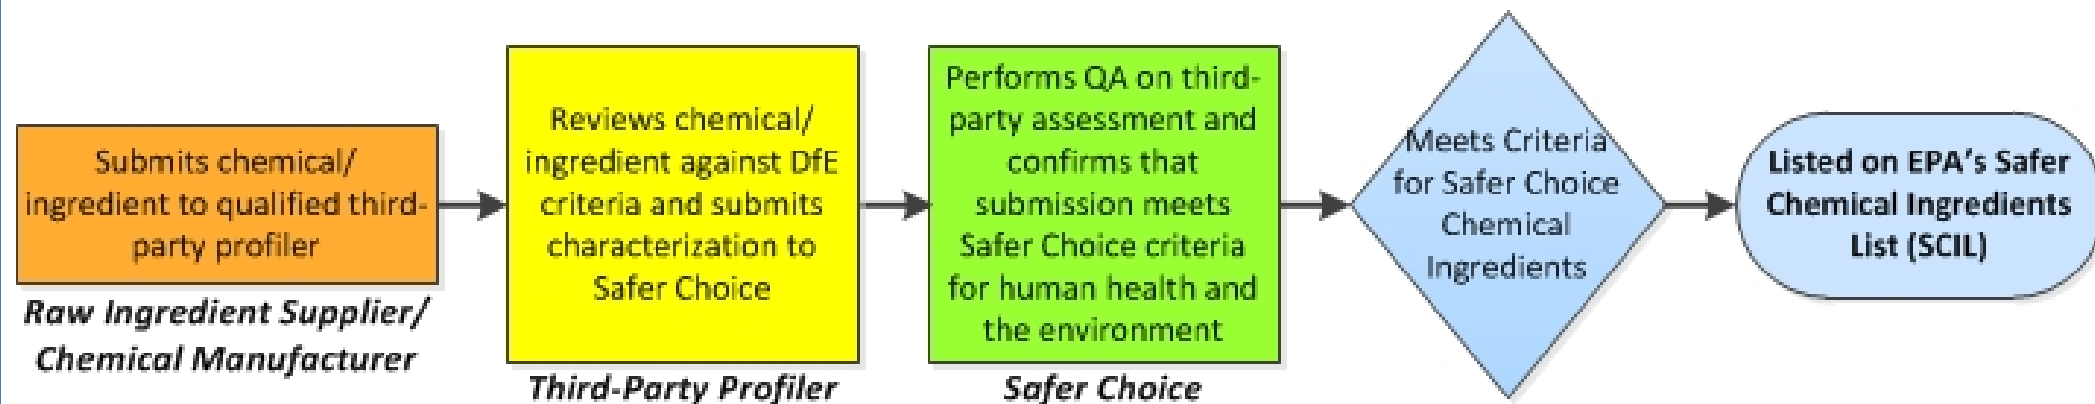 Submits chemical/
ingredient to qualified third-
party profiler
Raw Ingredient Supplier/
Chemical Manufacturer
Reviews chemical/
ingredient against DfE
criteria and submits
characterization to
Safer Choice
Third-Party Profiler
Performs QA on third-
party assessment and
confirms that
submission meets
Safer Choice criteria
for human health and
the environment
Safer Choice
Meets Criteria
for Safer Choice
Chemical
Ingredients
Listed on EPA's Safer
Chemical Ingredients
List (SCIL)